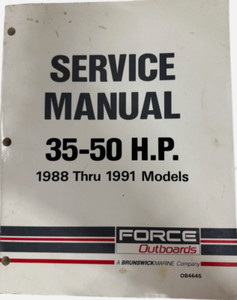 SERVICE
MANUAL
35-50 H.P.
1988 Thru 1991 Models
FORCE
Outboards
A BRUNSWICK MARINE Company
OB4645